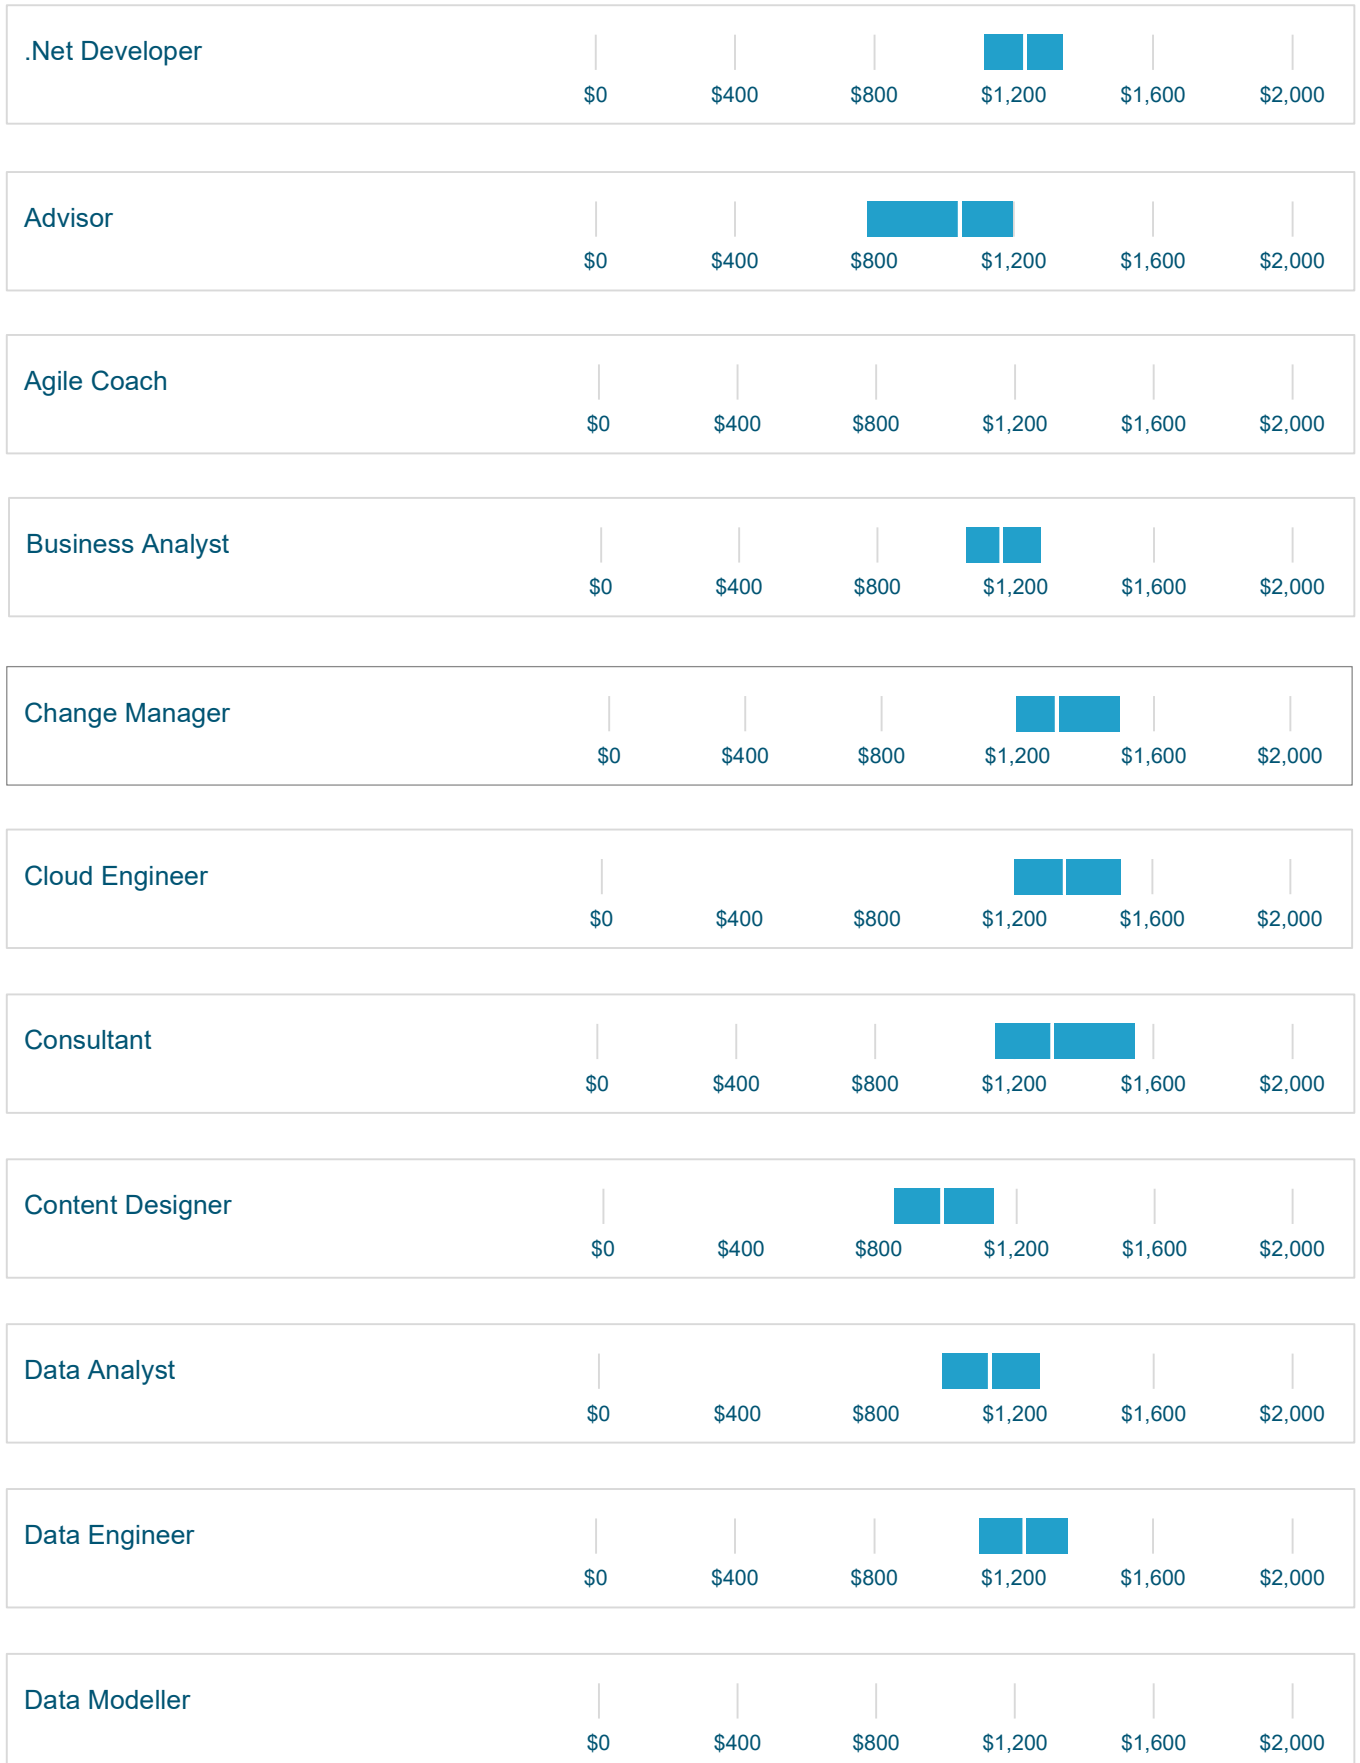 .Net Developer
$0 $400 $800 $1,200 $1,600 $2,000
Advisor
$0 $400 $800 $1,200 $1,600 $2,000
Agile Coach
$0 $400 $800 $1,200 $1,600 $2,000
Business Analyst
$0 $400 $800 $1,200 $1,600 $2,000
Change Manager
$0 $400 $800 $1,200 $1,600 $2,000
Cloud Engineer
$0 $400 $800 $1,200 $1,600 $2,000
Consultant
$0 $400 $800 $1,200 $1,600 $2,000
Content Designer
$0 $400 $800 $1,200 $1,600 $2,000
Data Analyst
$0 $400 $800 $1,200 $1,600 $2,000
Data Engineer
$0 $400 $800 $1,200 $1,600 $2,000
Data Modeller
$0 $400 $800 $1,200 $1,600 $2,000